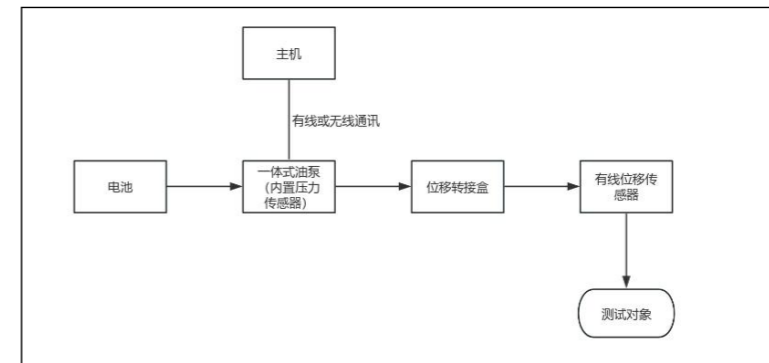 主机
有线或无线通讯
电池
一体式油泵
（内置压力
传感器）
位移转接盒
有线位移传
感器
测试对象